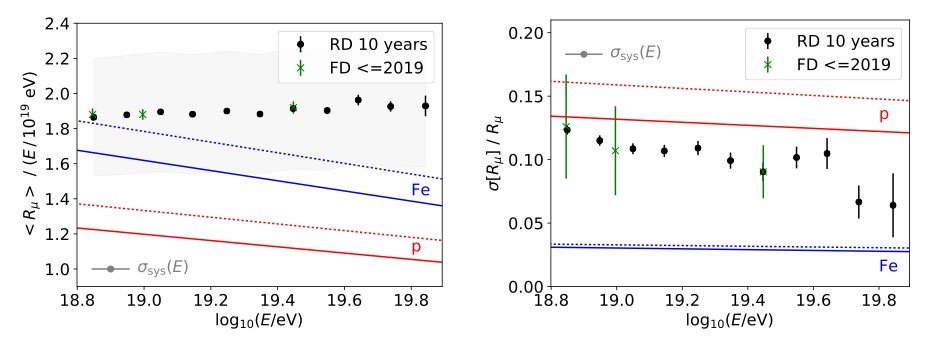 2.4
2.2
2.0
1.8
1.6
1.4
1.2
1.0
< R_μ > / (E / 10^19 eV)
RD 10 years
FD <=2019
Fe
p
σ_sys(E)
18.8 19.0 19.2 19.4 19.6 19.8
log_10(E/eV)
0.20
0.15
0.10
0.05
0.00
σ[R_μ] / R_μ
σ_sys(E)
RD 10 years
FD <=2019
p
Fe
18.8 19.0 19.2 19.4 19.6 19.8
log_10(E/eV)